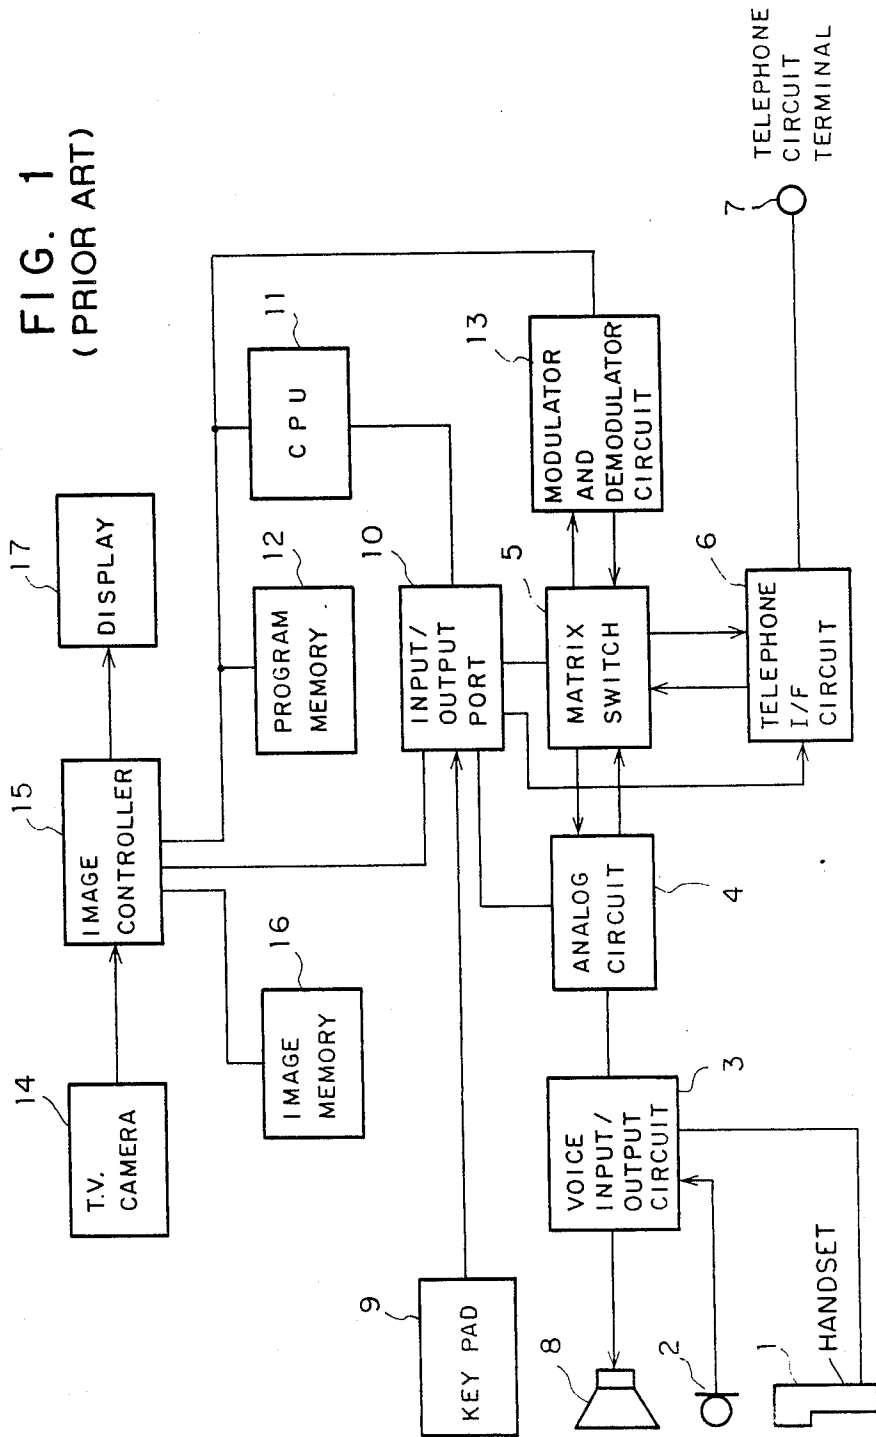 FIG. 1
(PRIOR ART)
14
T.V.
CAMERA
15
IMAGE
CONTROLLER
17
DISPLAY
16
IMAGE
MEMORY
12
PROGRAM
MEMORY
11
CPU
9
KEY PAD
10
INPUT/
OUTPUT
PORT
13
MODULATOR
AND
DEMODULATOR
CIRCUIT
8
2
1
HANDSET
VOICE
INPUT/
OUTPUT
CIRCUIT
3
ANALOG
CIRCUIT
4
5
MATRIX
SWITCH
6
TELEPHONE
I/F
CIRCUIT
7
TELEPHONE
CIRCUIT
TERMINAL